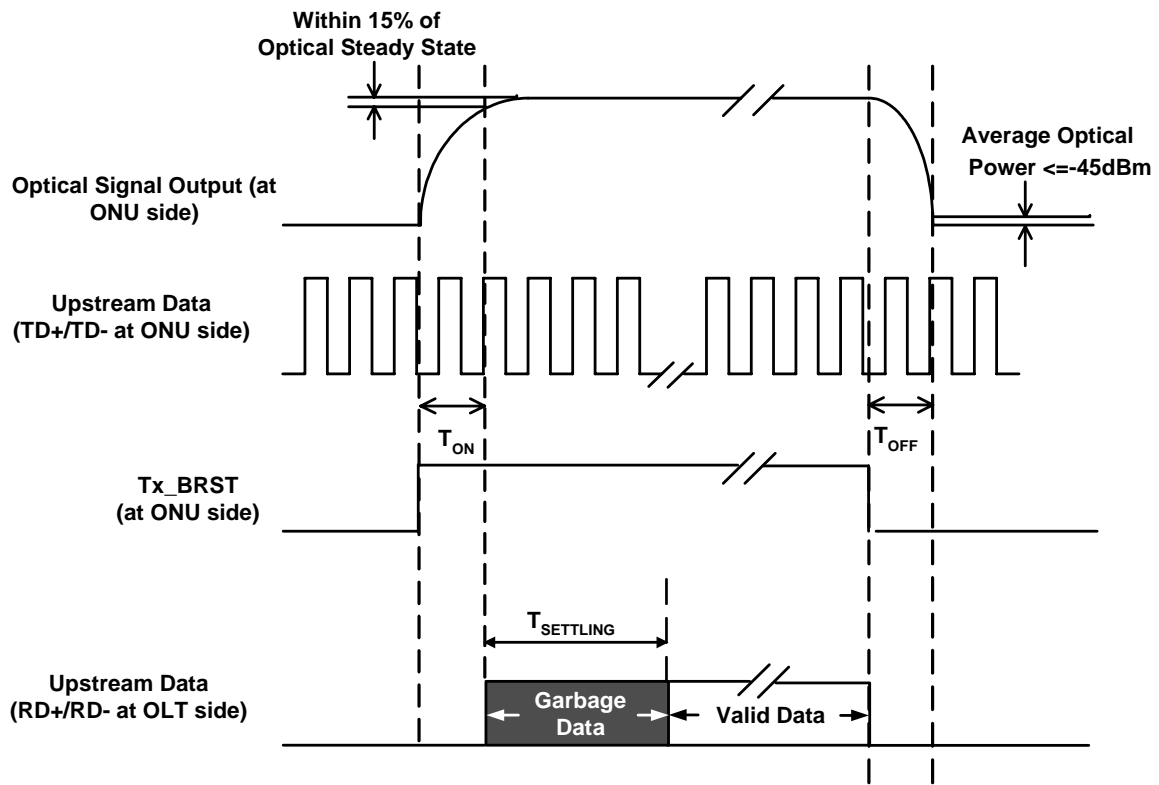 Within 15% of
Optical Steady State
Average Optical
Power <=-45dBm
Optical Signal Output (at
ONU side)
Upstream Data
(TD+/TD- at ONU side)
TON
TOFF
Tx_BRST
(at ONU side)
TSETTLING
Upstream Data
(RD+/RD- at OLT side)
Garbage
Data
Valid Data